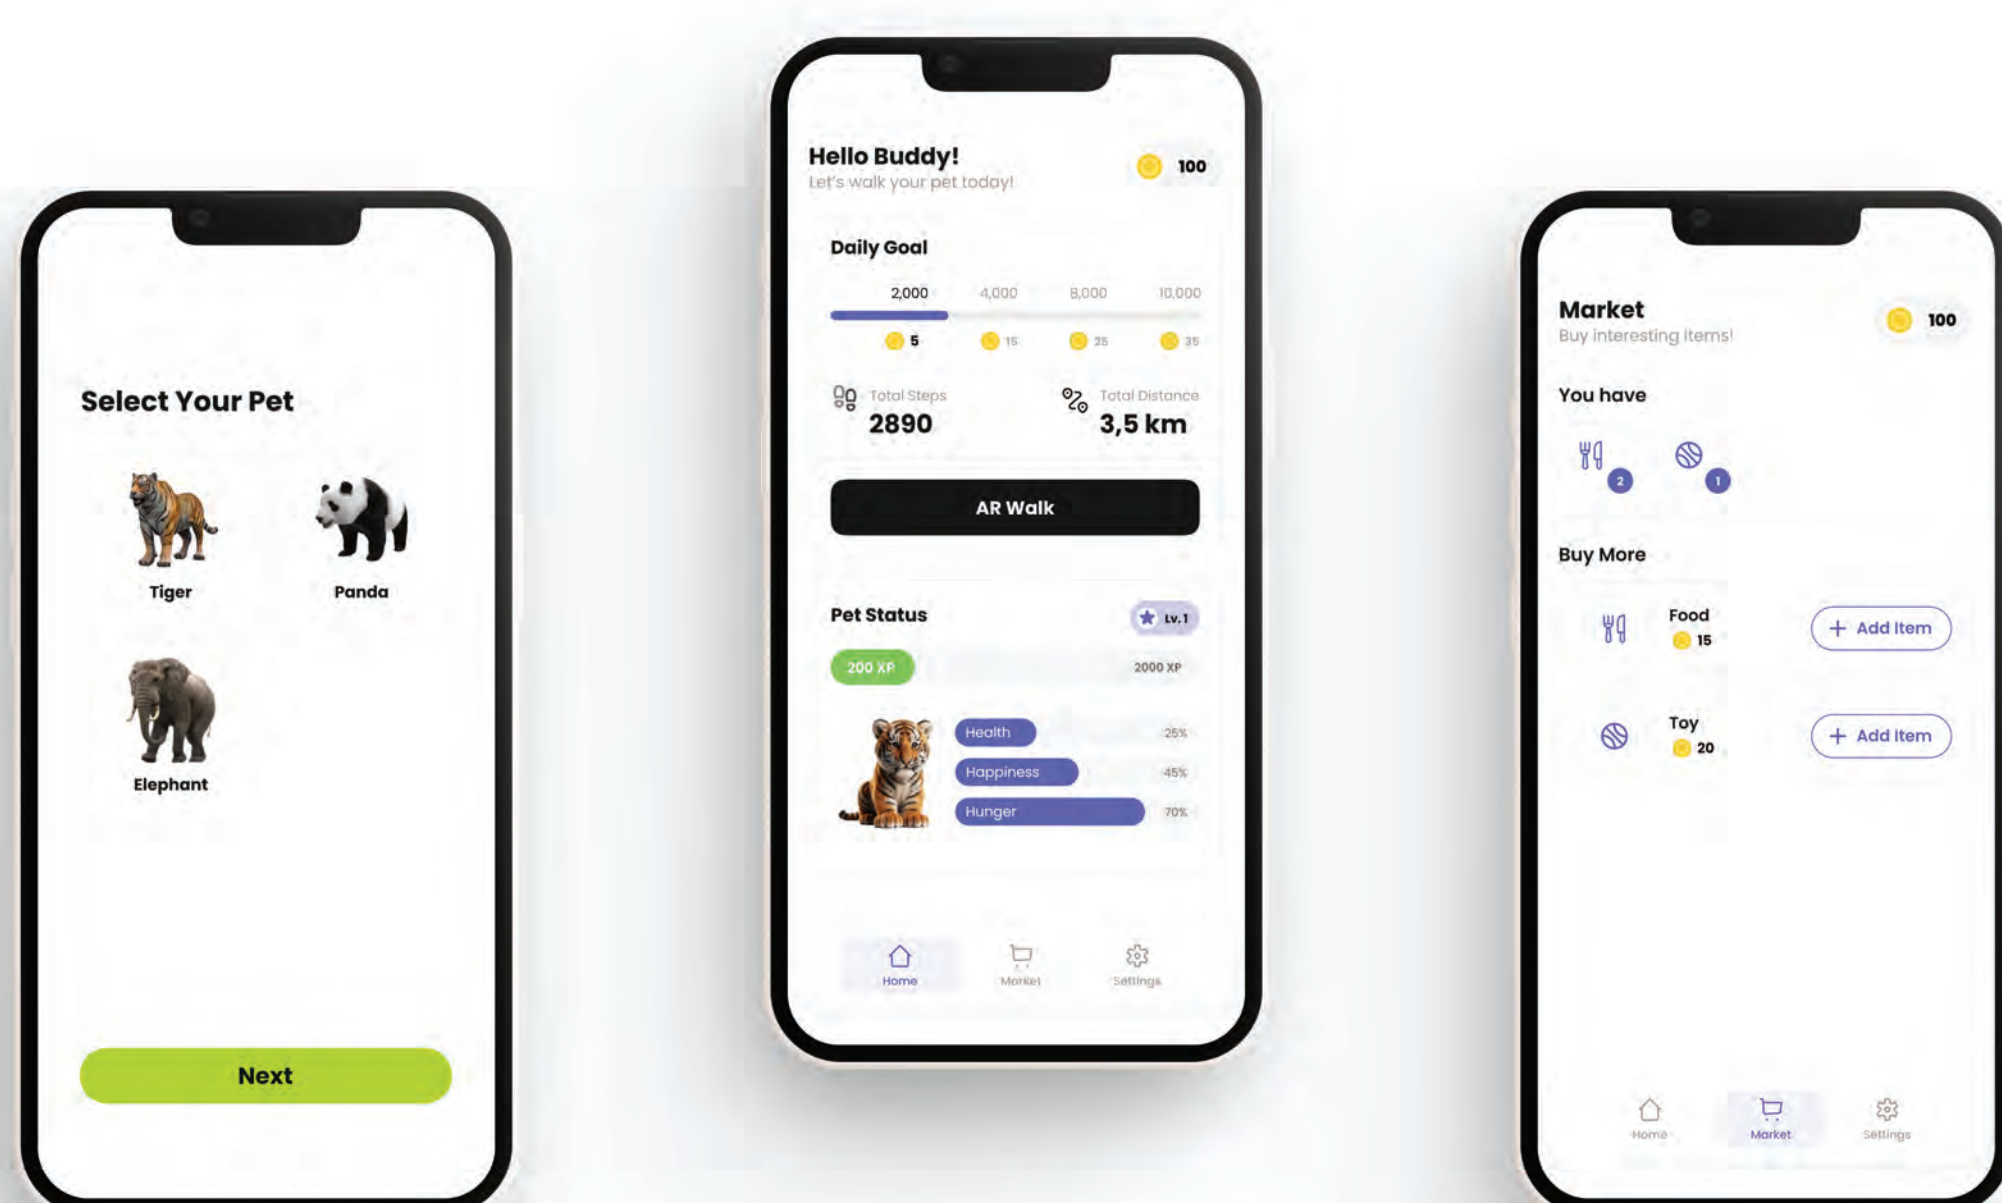 Select Your Pet
Tiger
Panda
Elephant
Next
Hello Buddy!
100
Let's walk your pet today!
Daily Goal
2,000 4,000 8,000 10,000
5 15 25 35
Total Steps
2890
Total Distance
3,5 km
AR Walk
Pet Status
Lv. 1
200 XP
2000 XP
Health 25%
Happiness 45%
Hunger 70%
Home Market Settings
Market
100
Buy interesting items!
You have
2 1
Buy More
Food
15
+ Add Item
Toy
20
+ Add Item
Home Market Settings